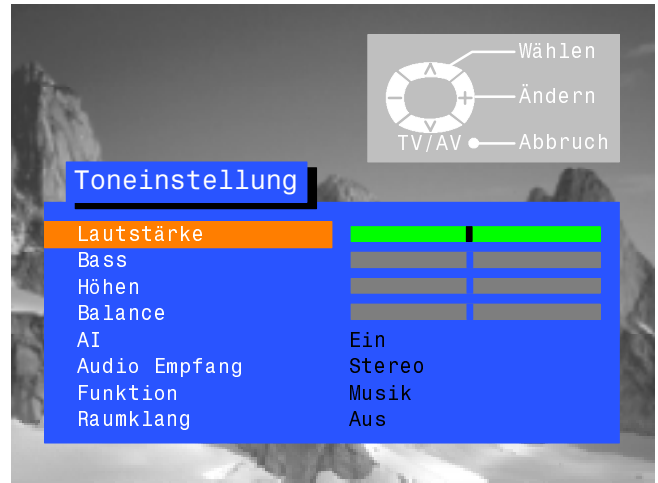 Wählen
Ändern
TV/AV Abbruch
Toneinstellung
Lautstärke
Bass
Höhen
Balance
AI Ein
Audio Empfang Stereo
Funktion Musik
Raumklang Aus